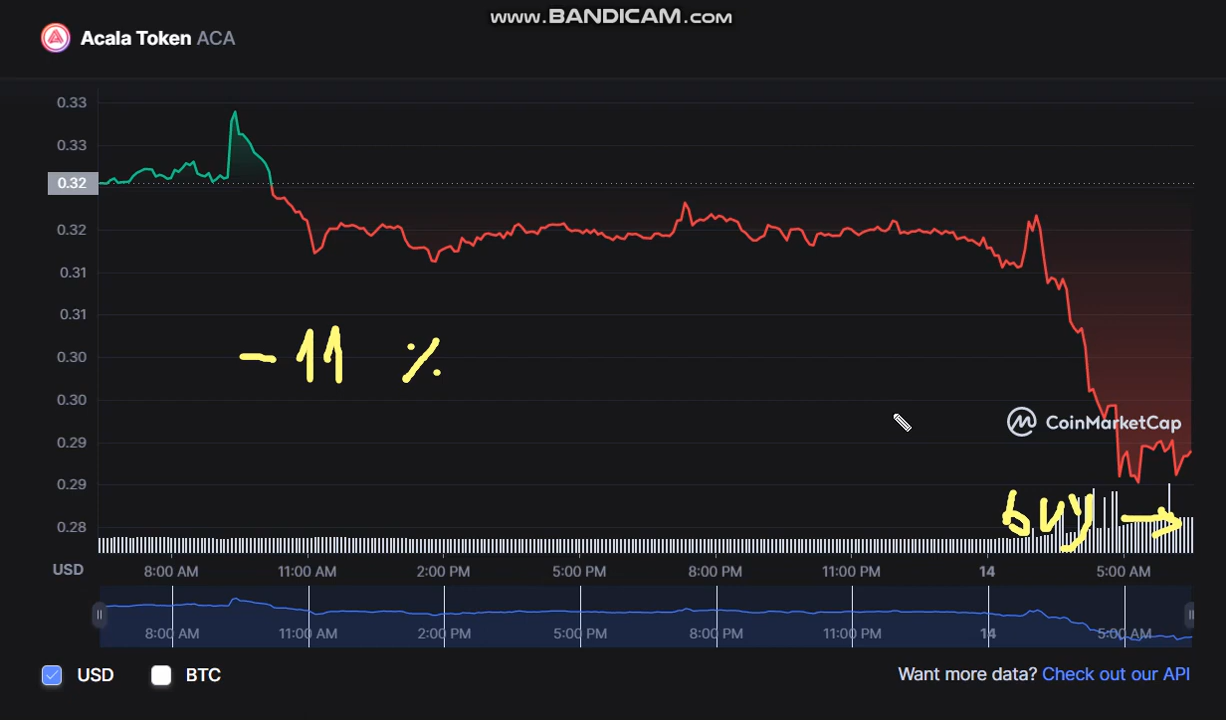 www.BANDICAM.com
Acala Token ACA
0.33
0.33
0.32
0.32
0.31
0.31
0.30
0.30
0.29
0.29
0.28
- 11 %
CoinMarketCap
buy →
USD
8:00 AM 11:00 AM 2:00 PM 5:00 PM 8:00 PM 11:00 PM 14 5:00 AM
8:00 AM 11:00 AM 2:00 PM 5:00 PM 8:00 PM 11:00 PM 14 5:00 AM
USD BTC
Want more data? Check out our API